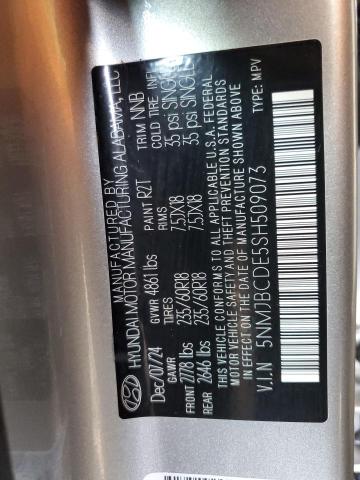 MANUFACTURED BY
HYUNDAI MOTOR MANUFACTURING ALABAMA, LLC
Dec/07/24 GVWR 4861 lbs PAINT R2T TRIM NNB
GAWR TIRES RIMS COLD TIRE INF
FRONT 2778 lbs 235/60R18 7.5JX18 35 psi SINGLE
REAR 2646 lbs 235/60R18 7.5JX18 35 psi SINGLE
THIS VEHICLE CONFORMS TO ALL APPLICABLE U.S.A. FEDERAL
MOTOR VEHICLE SAFETY AND THEFT PREVENTION STANDARDS
IN EFFECT ON THE DATE OF MANUFACTURE SHOWN ABOVE.
V.I.N 5NMJBCDE5SH509073 TYPE: MPV